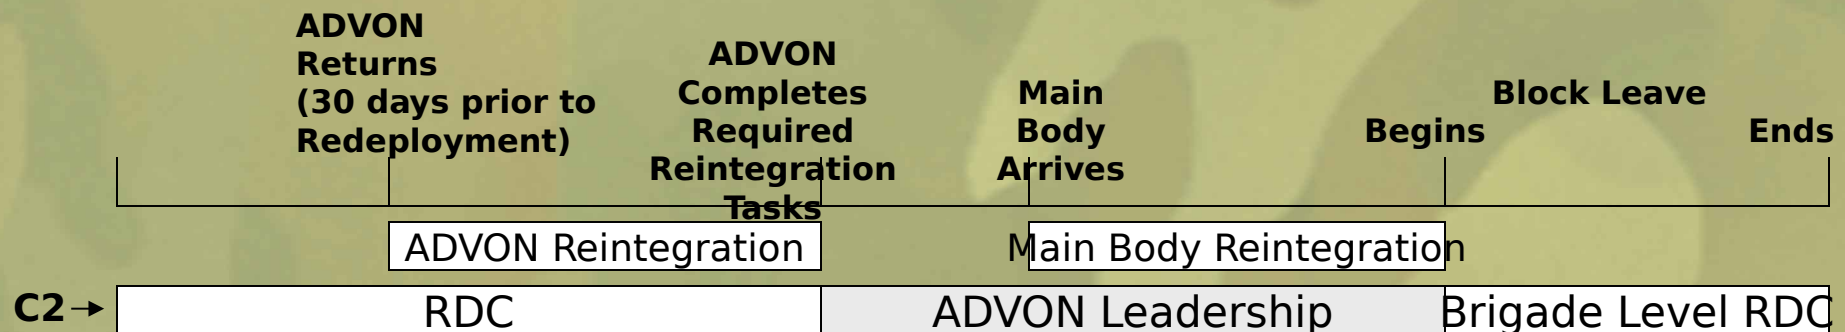 ADVON
Returns
(30 days prior to
Redeployment)
ADVON
Completes
Required
Reintegration
Tasks
Main
Body
Arrives
Block Leave
Begins
Ends
ADVON Reintegration
Main Body Reintegration
C2
RDC
ADVON Leadership
Brigade Level RDC